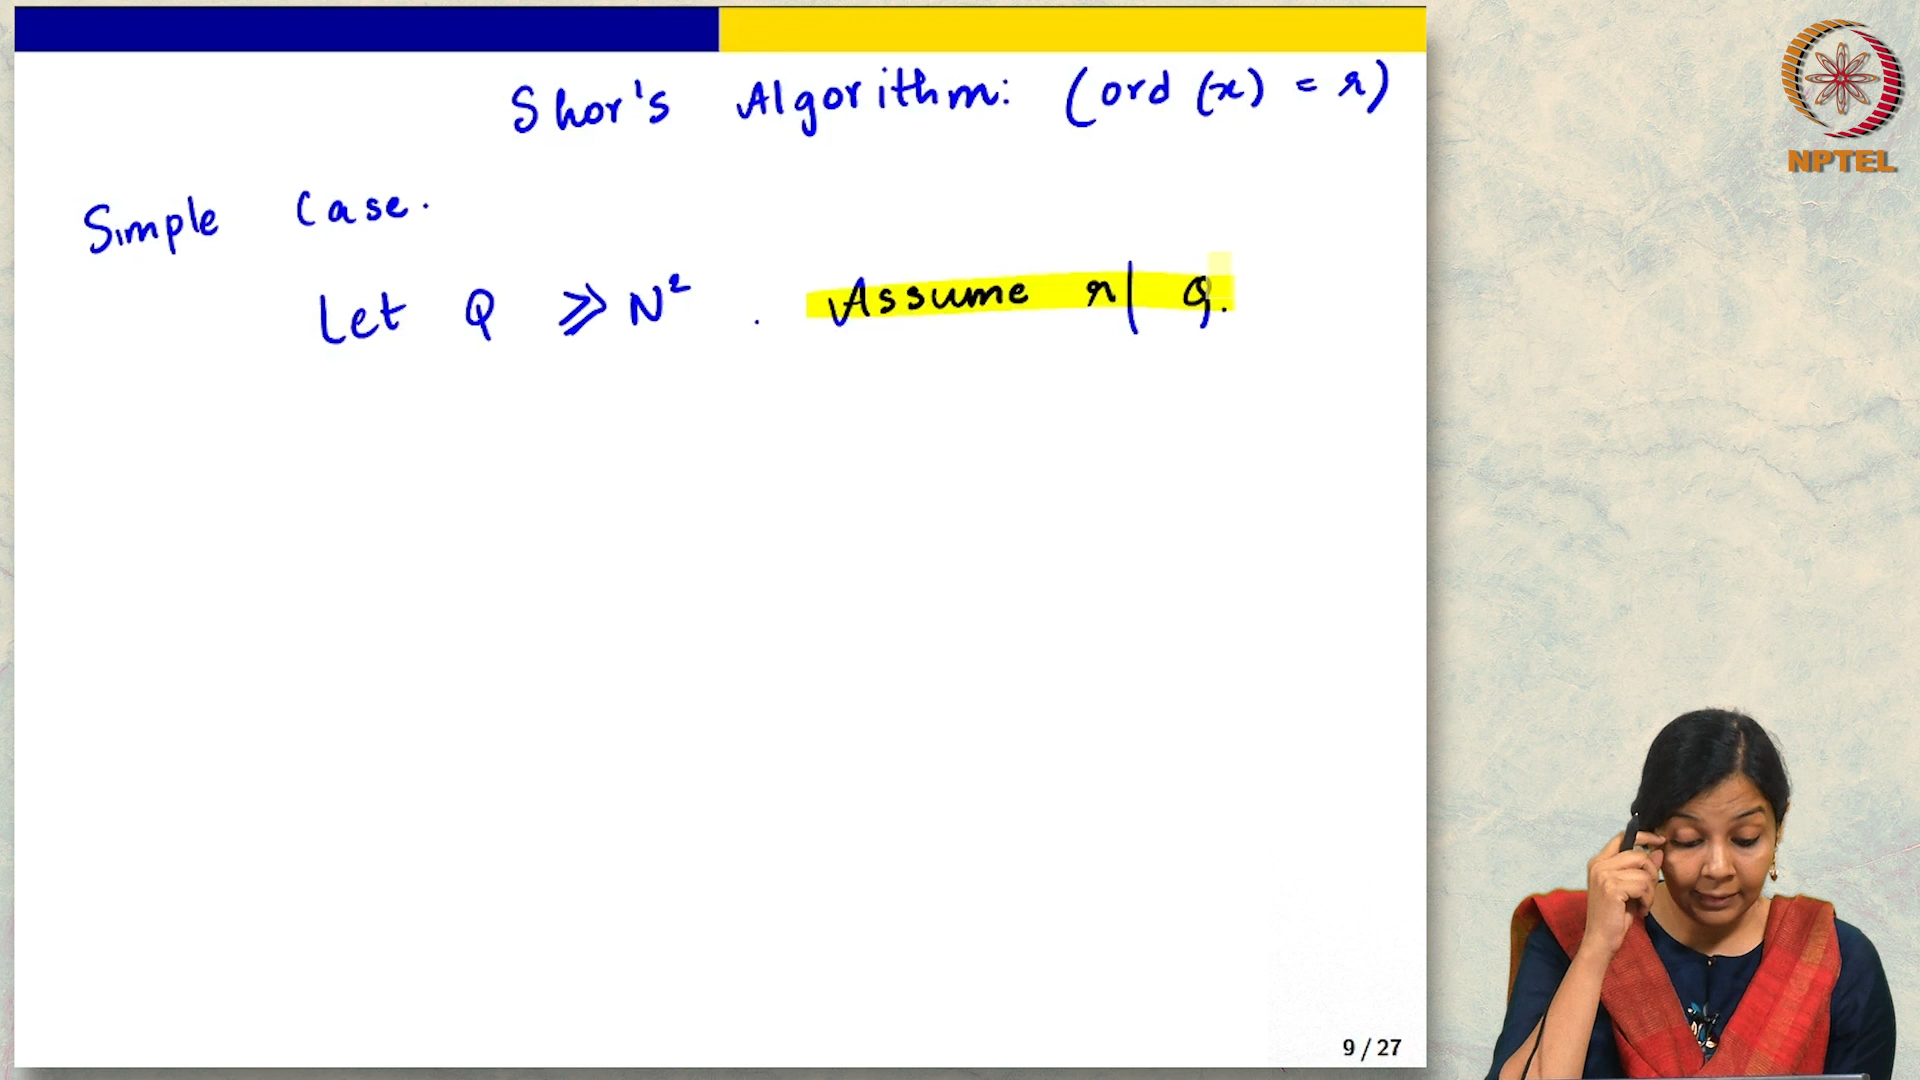 Shor's Algorithm: (ord (x) = r)
Simple Case.
Let Q ≥ N² . Assume r | Q.
NPTEL
9 / 27